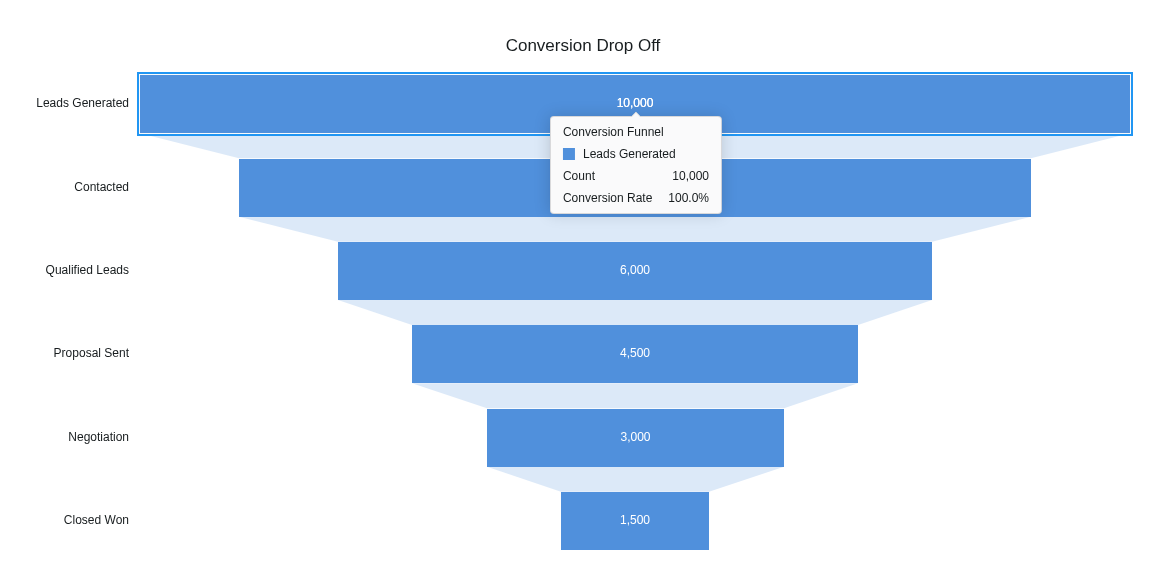 Conversion Drop Off
Leads Generated
10,000
Conversion Funnel
Leads Generated
Count 10,000
Conversion Rate 100.0%
Contacted
Qualified Leads
6,000
Proposal Sent
4,500
Negotiation
3,000
Closed Won
1,500